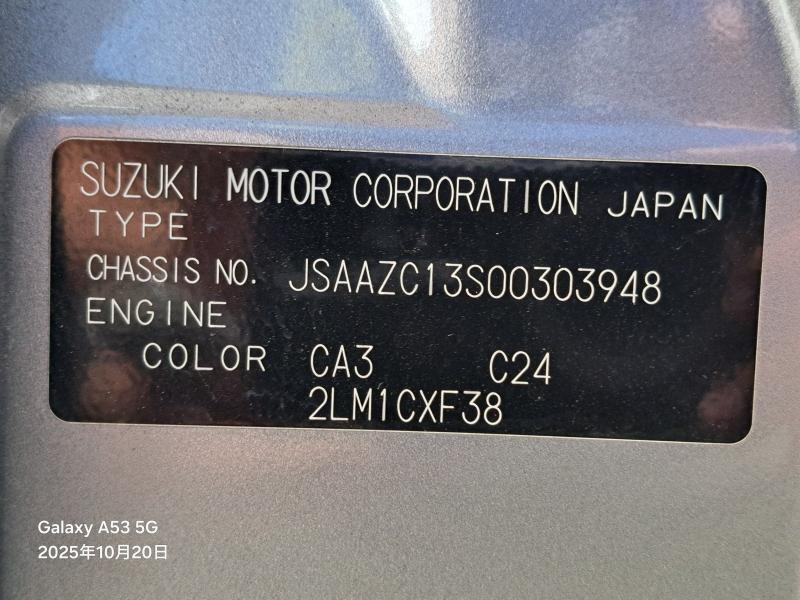 SUZUKI MOTOR CORPORATION JAPAN
TYPE
CHASSIS NO. JSAAZC13S00303948
ENGINE
COLOR CA3 C24
2LM1CXF38
Galaxy A53 5G
2025年10月20日